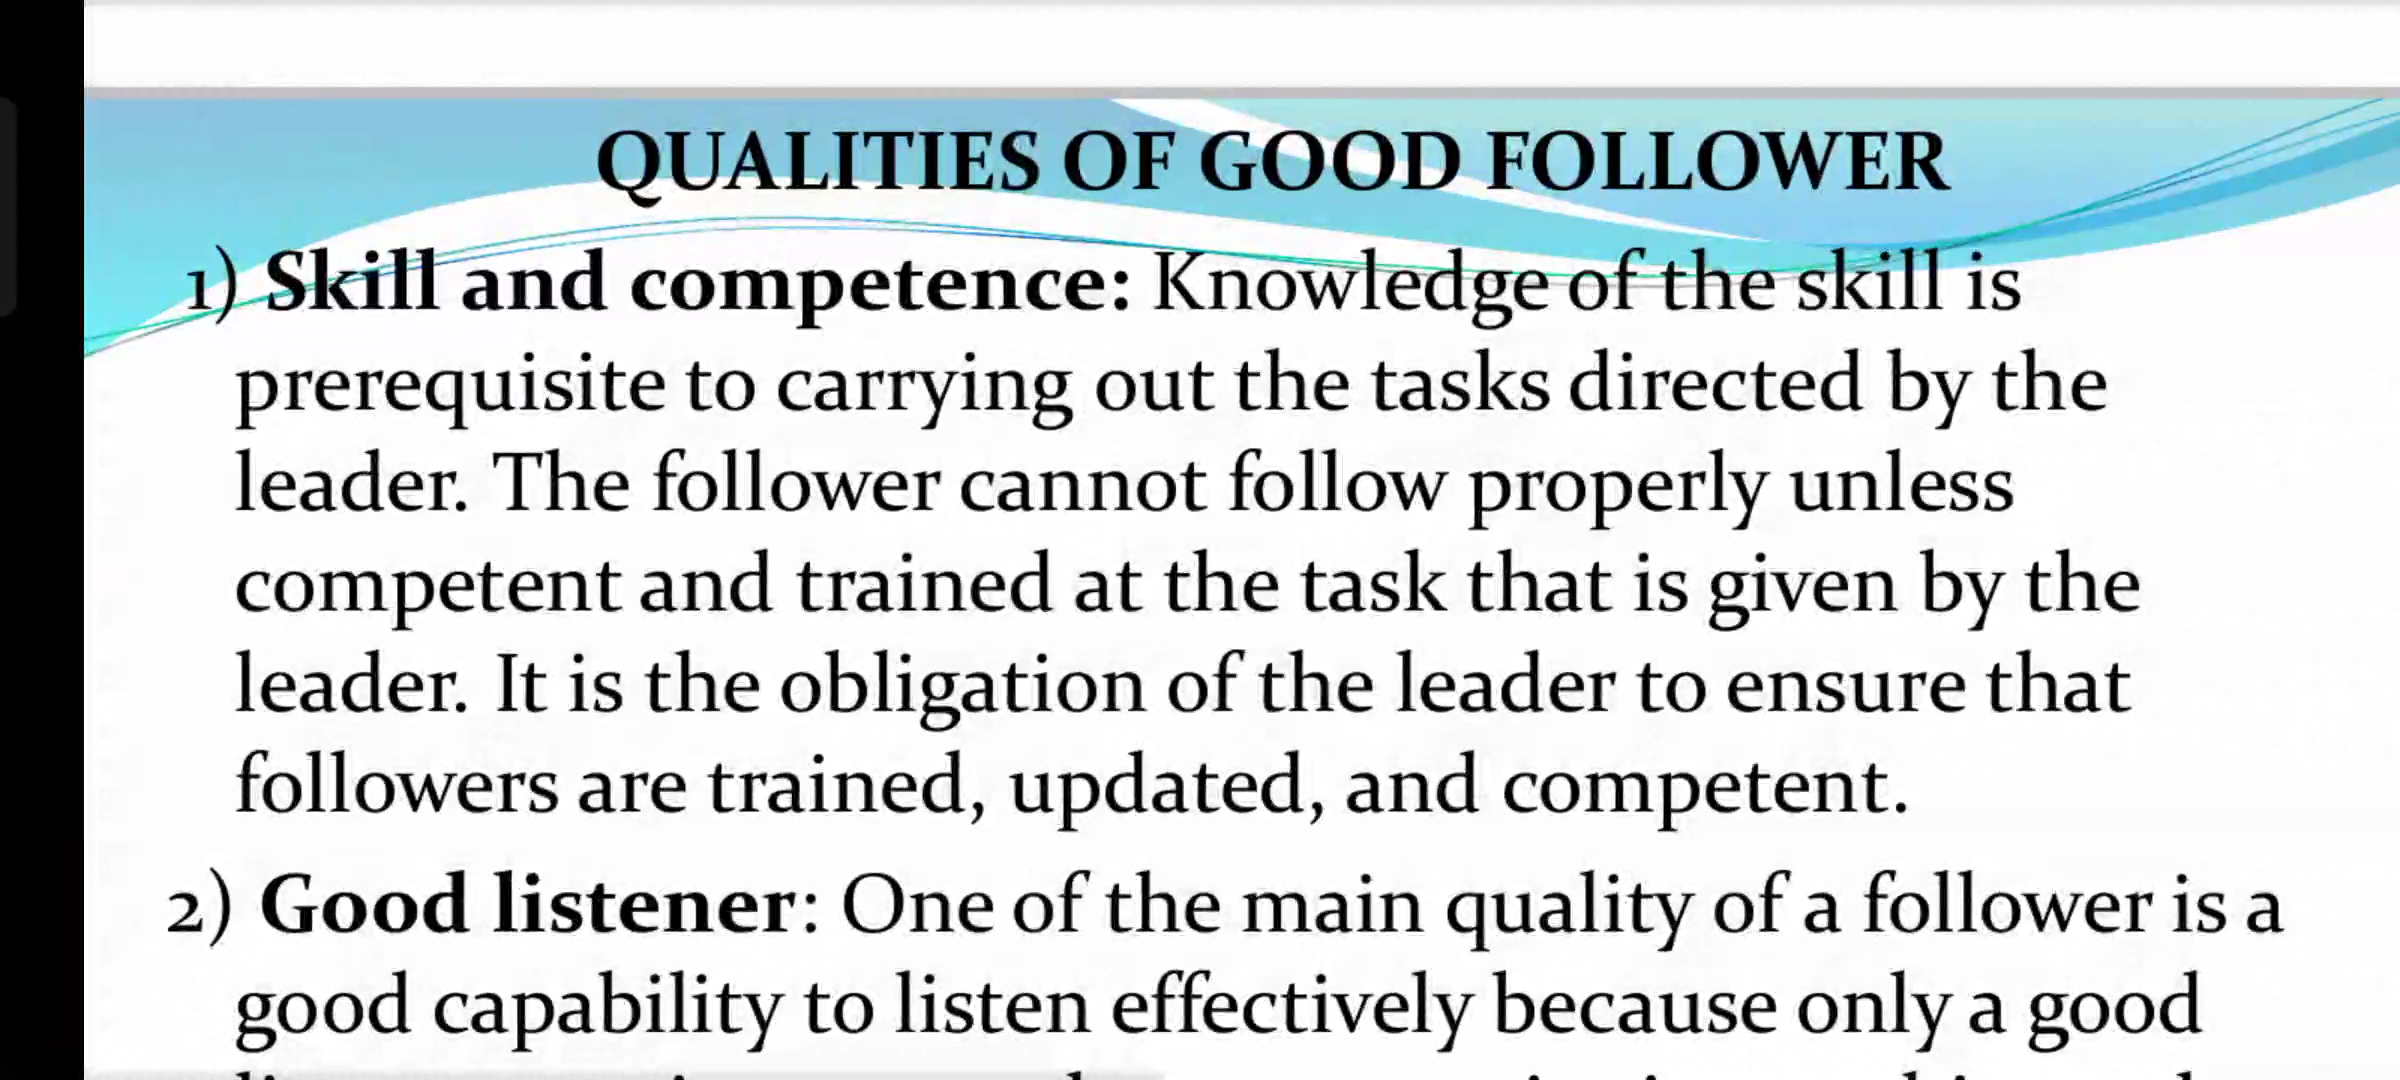 QUALITIES OF GOOD FOLLOWER
1) Skill and competence: Knowledge of the skill is
prerequisite to carrying out the tasks directed by the
leader. The follower cannot follow properly unless
competent and trained at the task that is given by the
leader. It is the obligation of the leader to ensure that
followers are trained, updated, and competent.
2) Good listener: One of the main quality of a follower is a
good capability to listen effectively because only a good